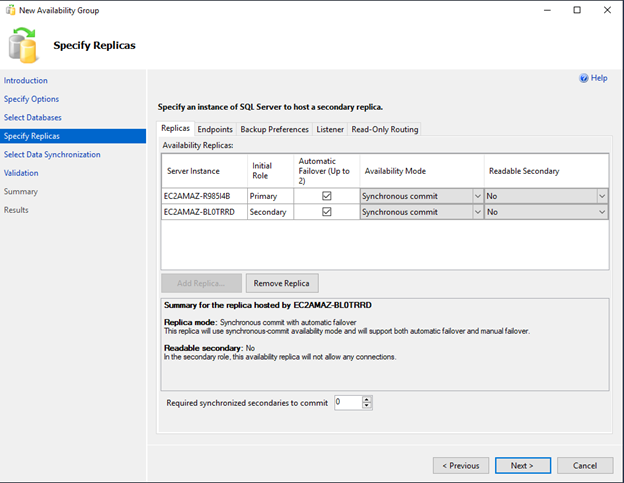 New Availability Group
Specify Replicas
Help
Introduction
Specify Options
Select Databases
Specify Replicas
Select Data Synchronization
Validation
Summary
Results
Specify an instance of SQL Server to host a secondary replica.
Replicas Endpoints Backup Preferences Listener Read-Only Routing
Availability Replicas:
Server Instance Initial Role Automatic Failover (Up to 2) Availability Mode Readable Secondary
EC2AMAZ-R985I4B Primary Synchronous commit No
EC2AMAZ-BL0TRRD Secondary Synchronous commit No
Add Replica... Remove Replica
Summary for the replica hosted by EC2AMAZ-BL0TRRD
Replica mode: Synchronous commit with automatic failover
This replica will use synchronous-commit availability mode and will support both automatic failover and manual failover.
Readable secondary: No
In the secondary role, this availability replica will not allow any connections.
Required synchronized secondaries to commit 0
< Previous Next > Cancel